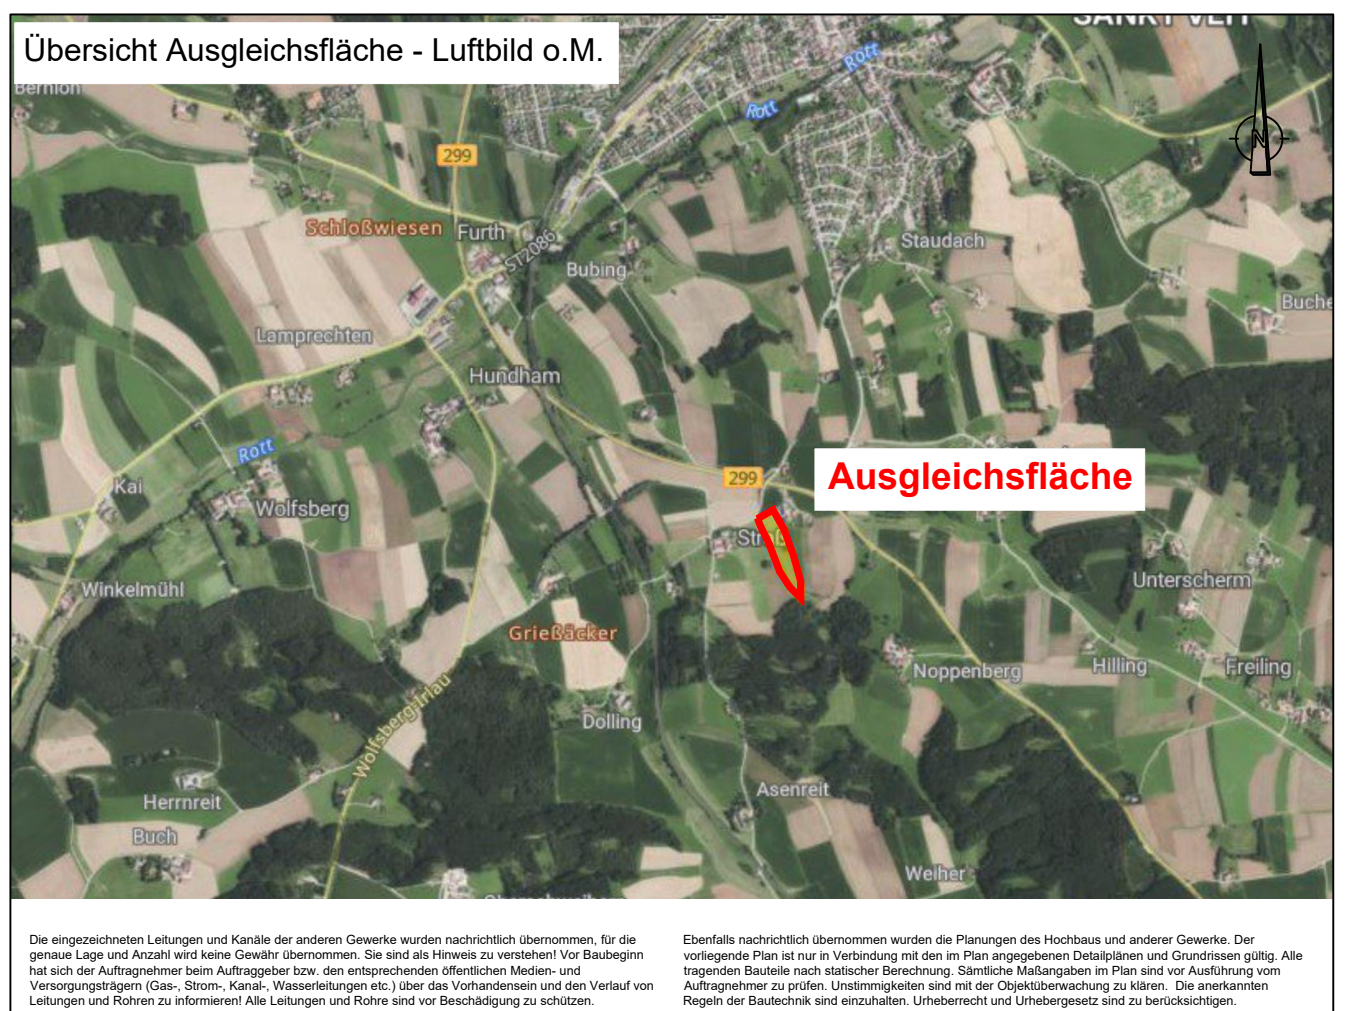 Übersicht Ausgleichsfläche - Luftbild o.M.
SANKT VEIT
Rott
Rott
299
N
Schloßwiesen
Furth
ST2086
Bubing
Staudach
Lamprechten
Hundham
Rott
Kai
Wolfsberg
299
Ausgleichsfläche
Winkelmühl
Unterscherm
Grießäcker
Noppenberg
Hilling
Freiling
Wolfsberg-Irlau
Dolling
Asenreit
Herrnreit
Buch
Weiher
Die eingezeichneten Leitungen und Kanäle der anderen Gewerke wurden nachrichtlich übernommen, für die
genaue Lage und Anzahl wird keine Gewähr übernommen. Sie sind als Hinweis zu verstehen! Vor Baubeginn
hat sich der Auftragnehmer beim Auftraggeber bzw. den entsprechenden öffentlichen Medien- und
Versorgungsträgern (Gas-, Strom-, Kanal-, Wasserleitungen etc.) über das Vorhandensein und den Verlauf von
Leitungen und Rohren zu informieren! Alle Leitungen und Rohre sind vor Beschädigung zu schützen.
Ebenfalls nachrichtlich übernommen wurden die Planungen des Hochbaus und anderer Gewerke. Der
vorliegende Plan ist nur in Verbindung mit den im Plan angegebenen Detailplänen und Grundrissen gültig. Alle
tragenden Bauteile nach statischer Berechnung. Sämtliche Maßangaben im Plan sind vor Ausführung vom
Auftragnehmer zu prüfen. Unstimmigkeiten sind mit der Objektüberwachung zu klären. Die anerkannten
Regeln der Bautechnik sind einzuhalten. Urheberrecht und Urhebergesetz sind zu berücksichtigen.